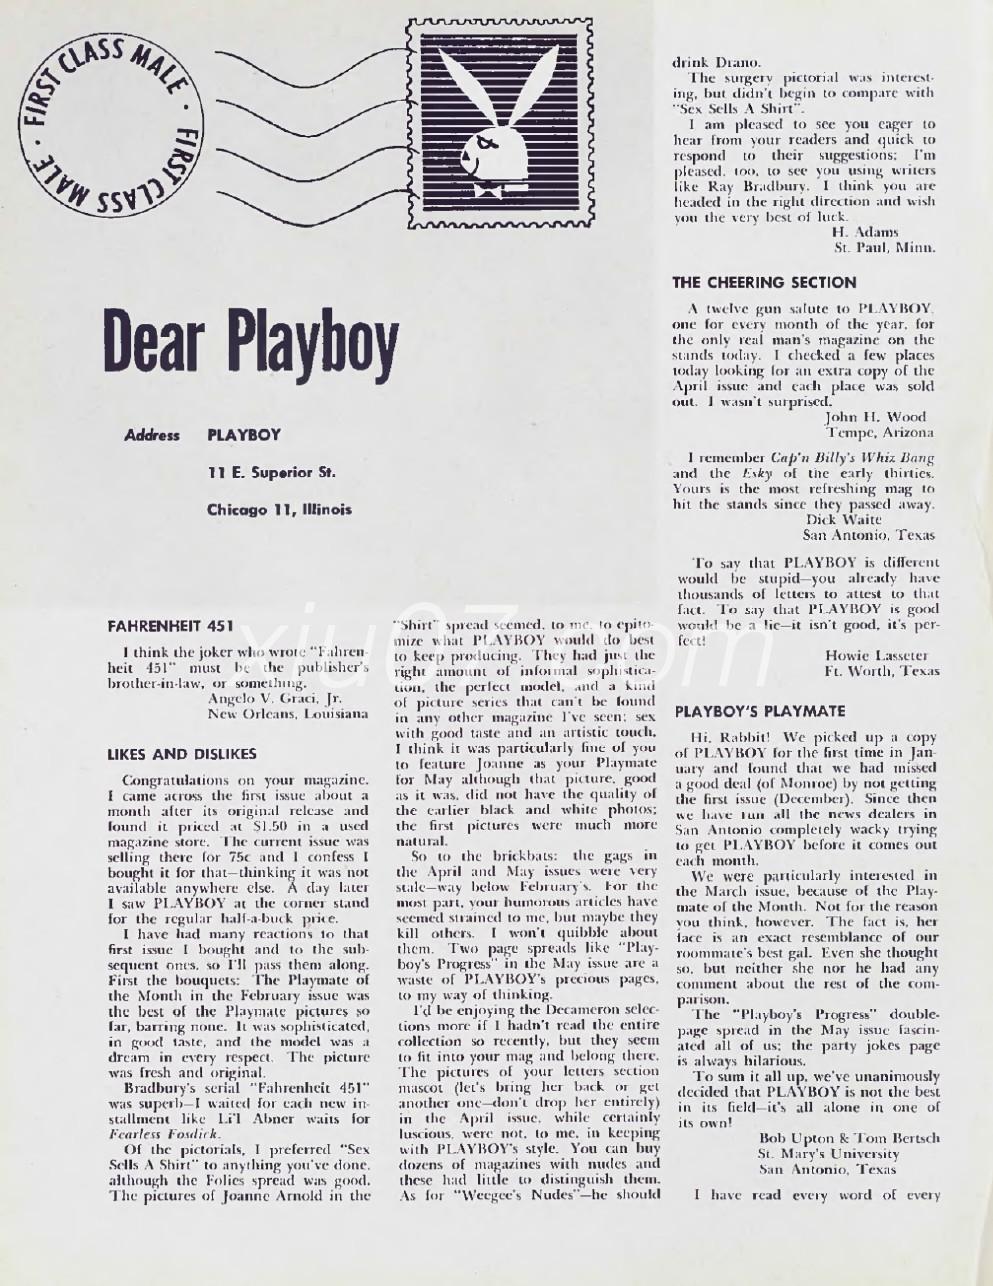 FIRST CLASS MALE · FIRST CLASS MALE ·
Dear Playboy
Address PLAYBOY
11 E. Superior St.
Chicago 11, Illinois
FAHRENHEIT 451
I think the joker who wrote "Fahren-
heit 451" must be the publisher's
brother-in-law, or something.
Angelo V. Graci, Jr.
New Orleans, Louisiana
LIKES AND DISLIKES
Congratulations on your magazine.
I came across the first issue about a
month after its original release and
found it priced at $1.50 in a used
magazine store. The current issue was
selling there for 75c and I confess I
bought it for that—thinking it was not
available anywhere else. A day later
I saw PLAYBOY at the corner stand
for the regular half-a-buck price.
I have had many reactions to that
first issue I bought and to the sub-
sequent ones, so I'll pass them along.
First the bouquets: The Playmate of
the Month in the February issue was
the best of the Playmate pictures so
far, barring none. It was sophisticated,
in good taste, and the model was a
dream in every respect. The picture
was fresh and original.
Bradbury's serial "Fahrenheit 451"
was superb—I waited for each new in-
stallment like Li'l Abner waits for
Fearless Fosdick.
Of the pictorials, I preferred "Sex
Sells A Shirt" to anything you've done,
although the Folies spread was good.
The pictures of Joanne Arnold in the
"Shirt" spread seemed, to me, to epito-
mize what PLAYBOY would do best
to keep producing. They had just the
right amount of informal sophistica-
tion, the perfect model, and a kind
of picture series that can't be found
in any other magazine I've seen; sex
with good taste and an artistic touch.
I think it was particularly fine of you
to feature Joanne as your Playmate
for May although that picture, good
as it was, did not have the quality of
the earlier black and white photos;
the first pictures were much more
natural.
So to the brickbats: the gags in
the April and May issues were very
stale—way below February's. For the
most part, your humorous articles have
seemed strained to me, but maybe they
kill others. I won't quibble about
them. Two page spreads like "Play-
boy's Progress" in the May issue are a
waste of PLAYBOY's precious pages,
to my way of thinking.
I'd be enjoying the Decameron selec-
tions more if I hadn't read the entire
collection so recently, but they seem
to fit into your mag and belong there.
The pictures of your letters section
mascot (let's bring her back or get
another one—don't drop her entirely)
in the April issue, while certainly
luscious, were not, to me, in keeping
with PLAYBOY's style. You can buy
dozens of magazines with nudes and
these had little to distinguish them.
As for "Weegee's Nudes"—he should
drink Drano.
The surgery pictorial was interest-
ing, but didn't begin to compare with
"Sex Sells A Shirt".
I am pleased to see you eager to
hear from your readers and quick to
respond to their suggestions; I'm
pleased, too, to see you using writers
like Ray Bradbury. I think you are
headed in the right direction and wish
you the very best of luck.
H. Adams
St. Paul, Minn.
THE CHEERING SECTION
A twelve gun salute to PLAYBOY,
one for every month of the year, for
the only real man's magazine on the
stands today. I checked a few places
today looking for an extra copy of the
April issue and each place was sold
out. I wasn't surprised.
John H. Wood
Tempe, Arizona
I remember Cap'n Billy's Whiz Bang
and the Esky of the early thirties.
Yours is the most refreshing mag to
hit the stands since they passed away.
Dick Waite
San Antonio, Texas
To say that PLAYBOY is different
would be stupid—you already have
thousands of letters to attest to that
fact. To say that PLAYBOY is good
would be a lie—it isn't good, it's per-
fect!
Howie Lasseter
Ft. Worth, Texas
PLAYBOY'S PLAYMATE
Hi, Rabbit! We picked up a copy
of PLAYBOY for the first time in Jan-
uary and found that we had missed
a good deal (of Monroe) by not getting
the first issue (December). Since then
we have run all the news dealers in
San Antonio completely wacky trying
to get PLAYBOY before it comes out
each month.
We were particularly interested in
the March issue, because of the Play-
mate of the Month. Not for the reason
you think, however. The fact is, her
face is an exact resemblance of our
roommate's best gal. Even she thought
so, but neither she nor he had any
comment about the rest of the com-
parison.
The "Playboy's Progress" double-
page spread in the May issue fascin-
ated all of us; the party jokes page
is always hilarious.
To sum it all up, we've unanimously
decided that PLAYBOY is not the best
in its field—it's all alone in one of
its own!
Bob Upton & Tom Bertsch
St. Mary's University
San Antonio, Texas
I have read every word of every